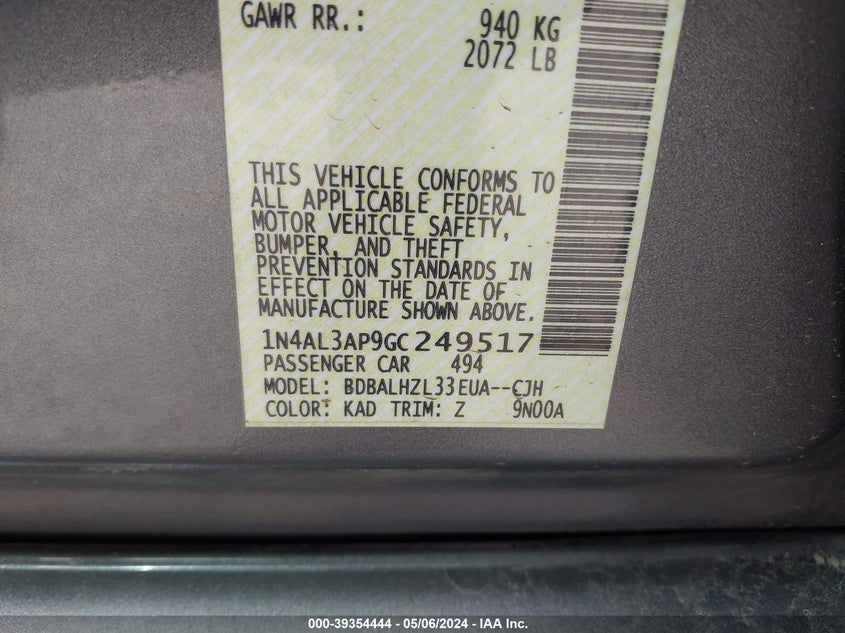 GAWR RR.: 940 KG
2072 LB
THIS VEHICLE CONFORMS TO
ALL APPLICABLE FEDERAL
MOTOR VEHICLE SAFETY,
BUMPER, AND THEFT
PREVENTION STANDARDS IN
EFFECT ON THE DATE OF
MANUFACTURE SHOWN ABOVE.
1N4AL3AP9GC249517
PASSENGER CAR 494
MODEL: BDBALHZL33EUA--CJH
COLOR: KAD TRIM: Z 9N00A
000-39354444 - 05/06/2024 - IAA Inc.